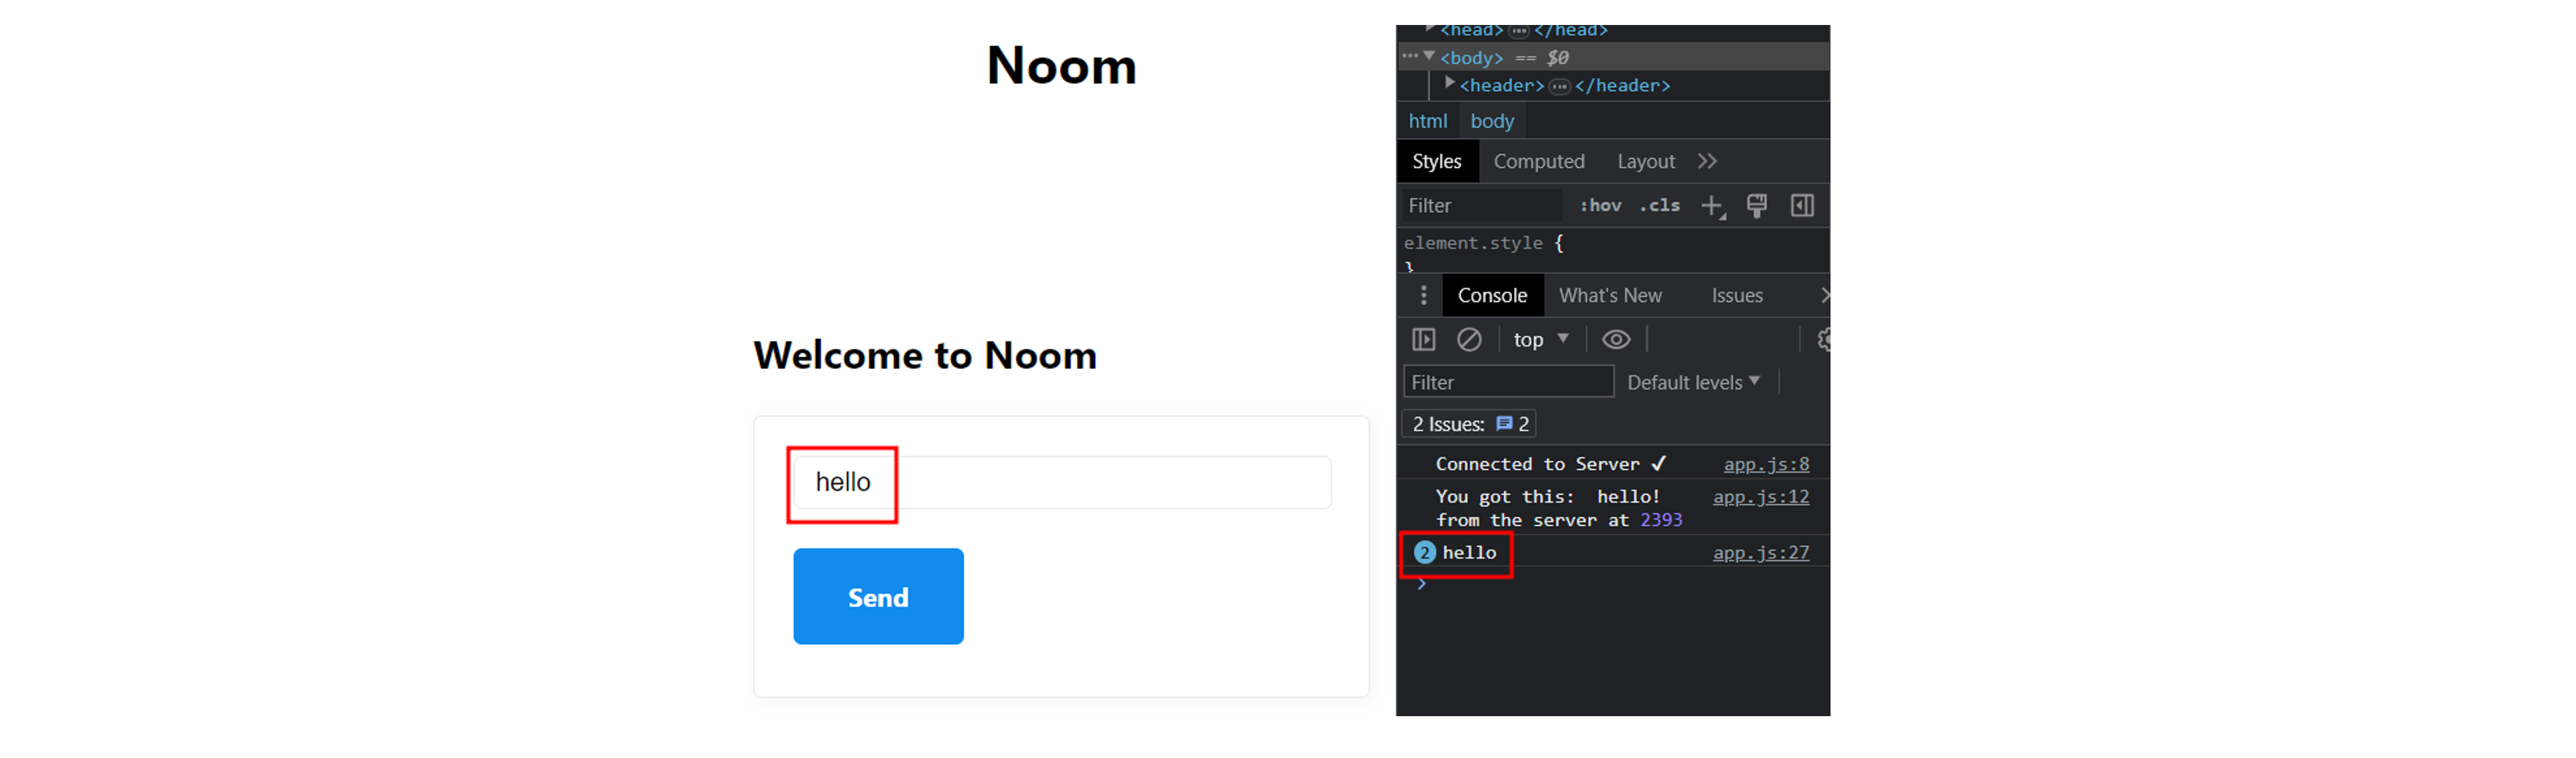 Noom
Welcome to Noom
hello
Send
<head> ••• </head>
••• ▼ <body> == $0
▶ <header> ••• </header>
html body
Styles Computed Layout >>
Filter :hov .cls +
element.style {
}
Console What's New Issues
top ▼
Filter Default levels ▼
2 Issues: 2
Connected to Server ✓ app.js:8
You got this:  hello! app.js:12
from the server at 2393
2 hello app.js:27
>